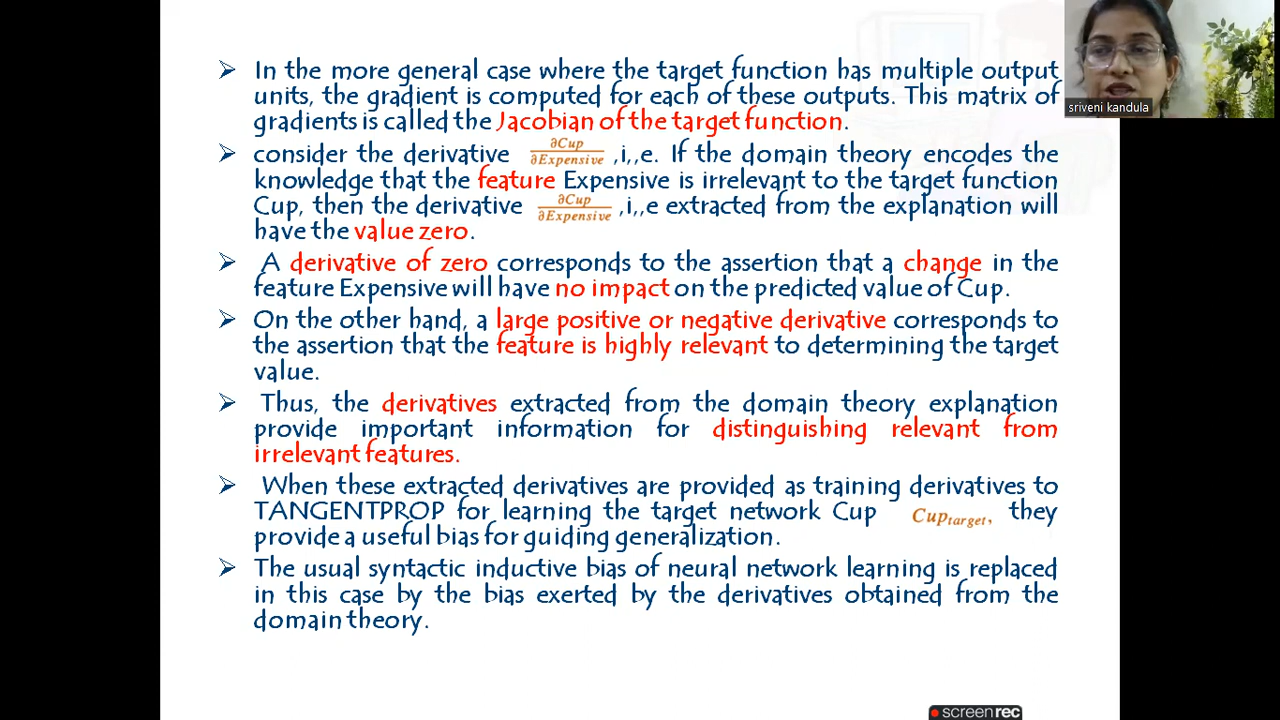 ➢ In the more general case where the target function has multiple output
units, the gradient is computed for each of these outputs. This matrix of
gradients is called the Jacobian of the target function.
➢ consider the derivative ∂Cup/∂Expensive ,i,,e. If the domain theory encodes the
knowledge that the feature Expensive is irrelevant to the target function
Cup, then the derivative ∂Cup/∂Expensive ,i,,e extracted from the explanation will
have the value zero.
➢ A derivative of zero corresponds to the assertion that a change in the
feature Expensive will have no impact on the predicted value of Cup.
➢ On the other hand, a large positive or negative derivative corresponds to
the assertion that the feature is highly relevant to determining the target
value.
➢ Thus, the derivatives extracted from the domain theory explanation
provide important information for distinguishing relevant from
irrelevant features.
➢ When these extracted derivatives are provided as training derivatives to
TANGENTPROP for learning the target network Cup Cup_target, they
provide a useful bias for guiding generalization.
➢ The usual syntactic inductive bias of neural network learning is replaced
in this case by the bias exerted by the derivatives obtained from the
domain theory.
sriveni kandula
screenrec